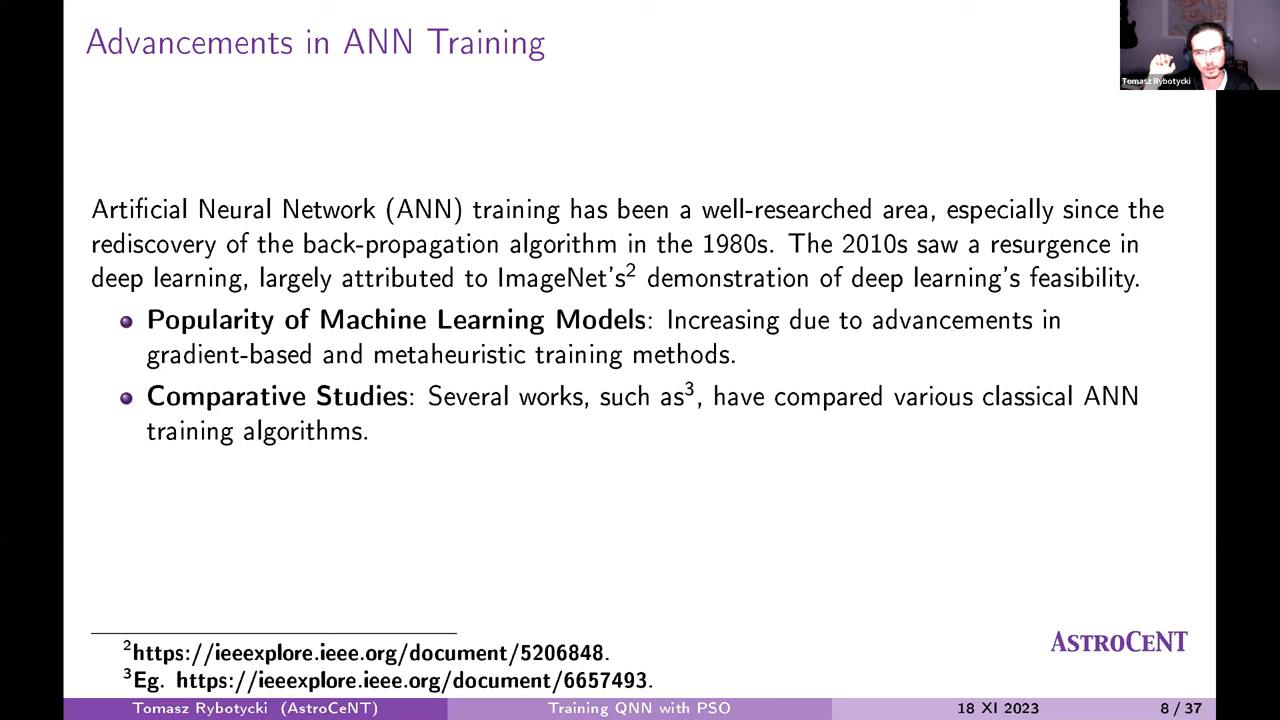 Advancements in ANN Training
Tomasz Rybotycki
Artificial Neural Network (ANN) training has been a well-researched area, especially since the
rediscovery of the back-propagation algorithm in the 1980s. The 2010s saw a resurgence in
deep learning, largely attributed to ImageNet's² demonstration of deep learning's feasibility.
Popularity of Machine Learning Models: Increasing due to advancements in
gradient-based and metaheuristic training methods.
Comparative Studies: Several works, such as³, have compared various classical ANN
training algorithms.
²https://ieeexplore.ieee.org/document/5206848.
³Eg. https://ieeexplore.ieee.org/document/6657493.
ASTROCENT
Tomasz Rybotycki (AstroCeNT) Training QNN with PSO 18 XI 2023 8 / 37